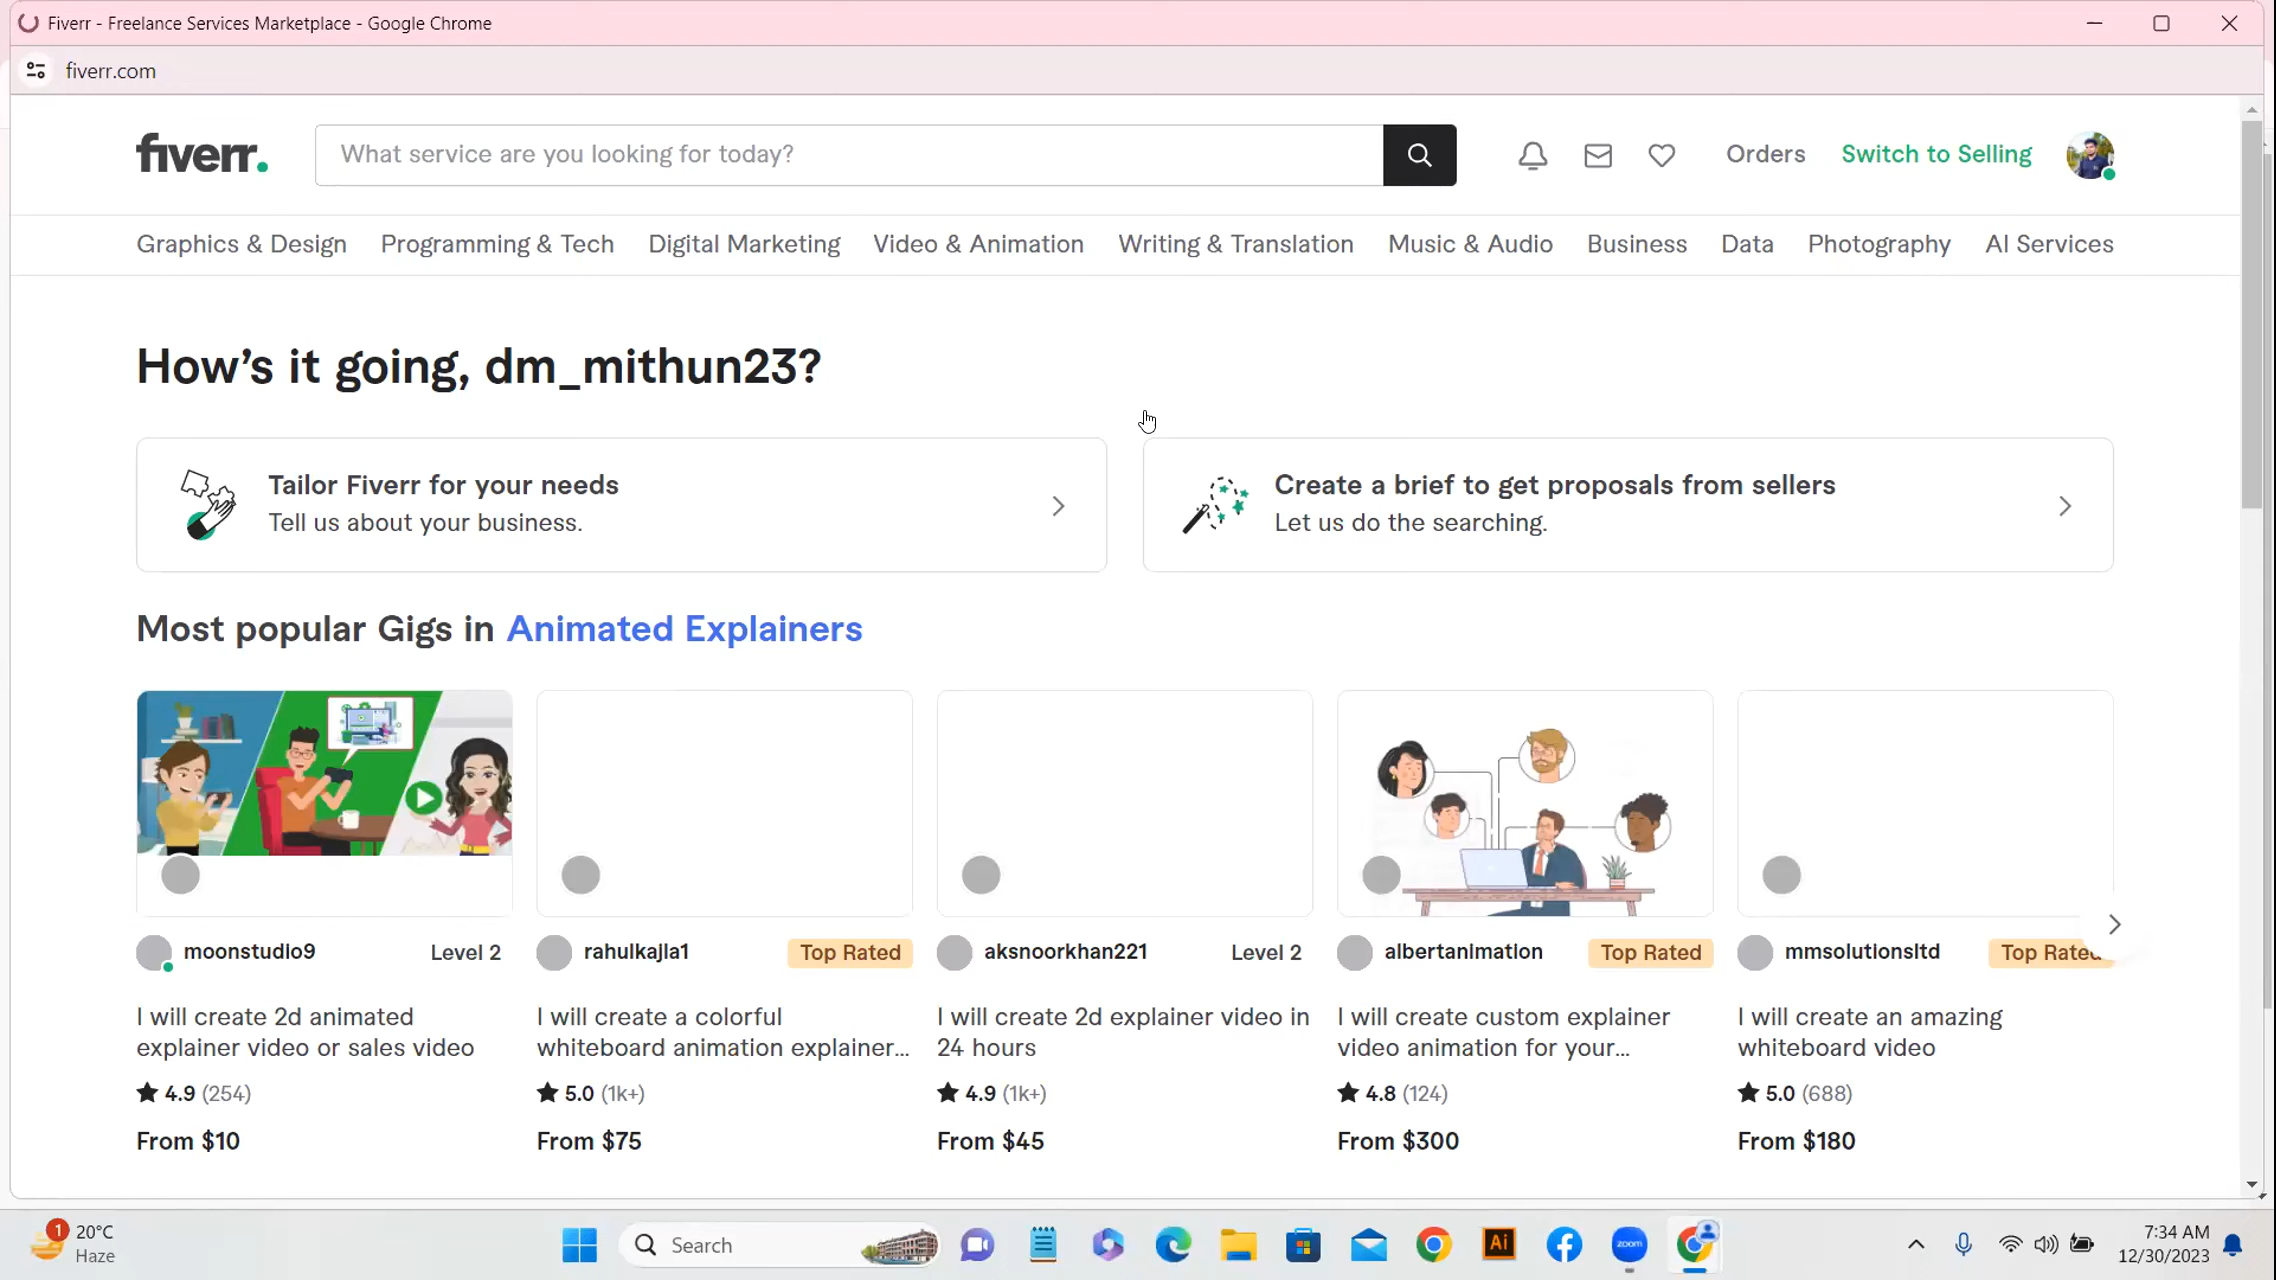 Fiverr - Freelance Services Marketplace - Google Chrome
fiverr.com
fiverr.
What service are you looking for today?
Orders
Switch to Selling
Graphics & Design
Programming & Tech
Digital Marketing
Video & Animation
Writing & Translation
Music & Audio
Business
Data
Photography
AI Services
How's it going, dm_mithun23?
Tailor Fiverr for your needs
Tell us about your business.
Create a brief to get proposals from sellers
Let us do the searching.
Most popular Gigs in Animated Explainers
moonstudio9
Level 2
rahulkajla1
Top Rated
aksnoorkhan221
Level 2
albertanimation
Top Rated
mmsolutionsltd
Top Rated
I will create 2d animated
explainer video or sales video
I will create a colorful
whiteboard animation explainer...
I will create 2d explainer video in
24 hours
I will create custom explainer
video animation for your...
I will create an amazing
whiteboard video
4.9 (254)
5.0 (1k+)
4.9 (1k+)
4.8 (124)
5.0 (688)
From $10
From $75
From $45
From $300
From $180
1
20°C
Haze
Search
Ai
zoom
7:34 AM
12/30/2023